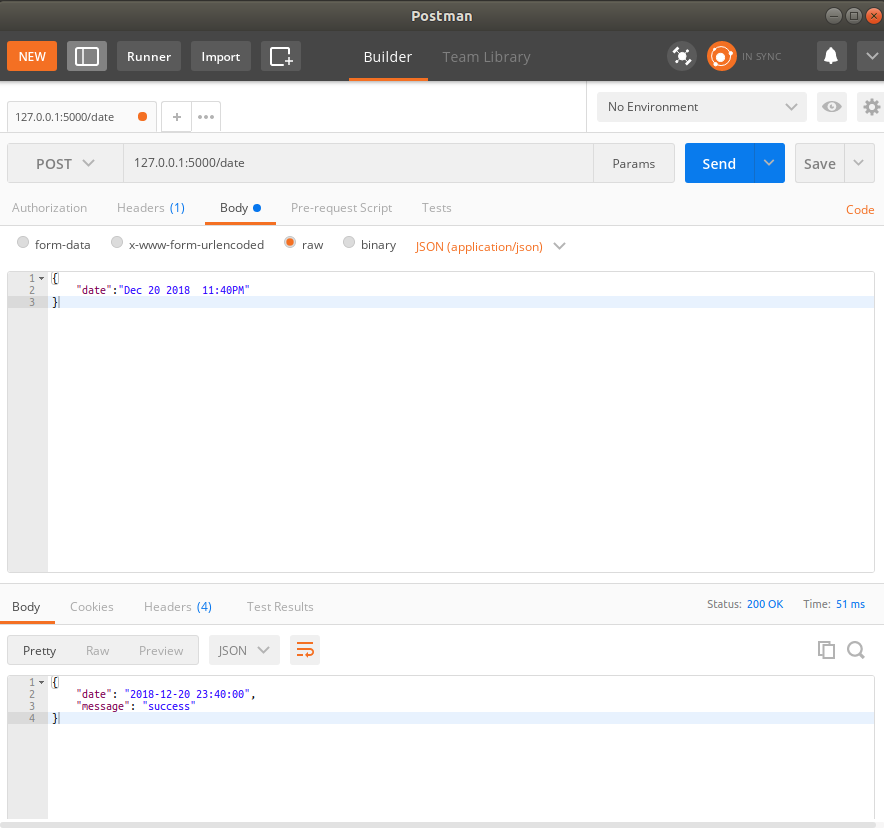 Postman
NEW Runner Import Builder Team Library IN SYNC
127.0.0.1:5000/date + ••• No Environment
POST 127.0.0.1:5000/date Params Send Save
Authorization Headers (1) Body Pre-request Script Tests Code
form-data x-www-form-urlencoded raw binary JSON (application/json)
1 {
2 "date":"Dec 20 2018  11:40PM"
3 }
Body Cookies Headers (4) Test Results Status: 200 OK Time: 51 ms
Pretty Raw Preview JSON
1 {
2 "date": "2018-12-20 23:40:00",
3 "message": "success"
4 }